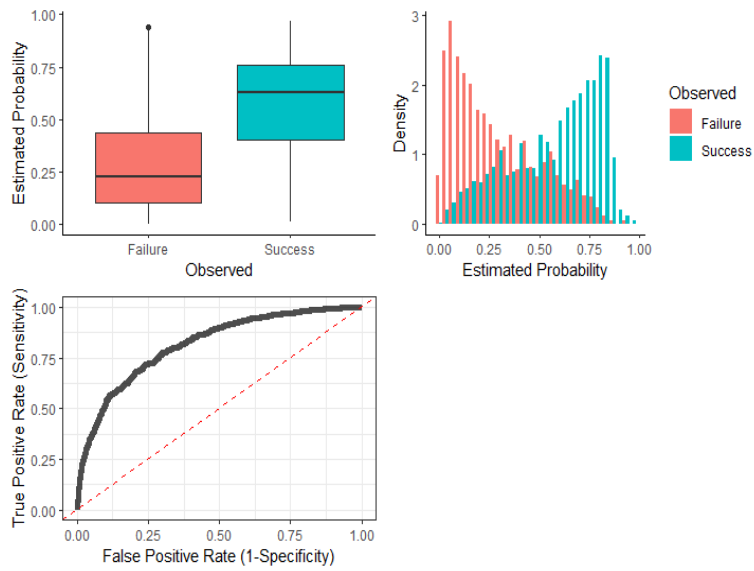 Estimated Probability
1.00
0.75
0.50
0.25
0.00
Failure
Success
Observed
Density
3
2
1
0
0.00 0.25 0.50 0.75 1.00
Estimated Probability
Observed
Failure
Success
True Positive Rate (Sensitivity)
1.00
0.75
0.50
0.25
0.00
0.00 0.25 0.50 0.75 1.00
False Positive Rate (1-Specificity)